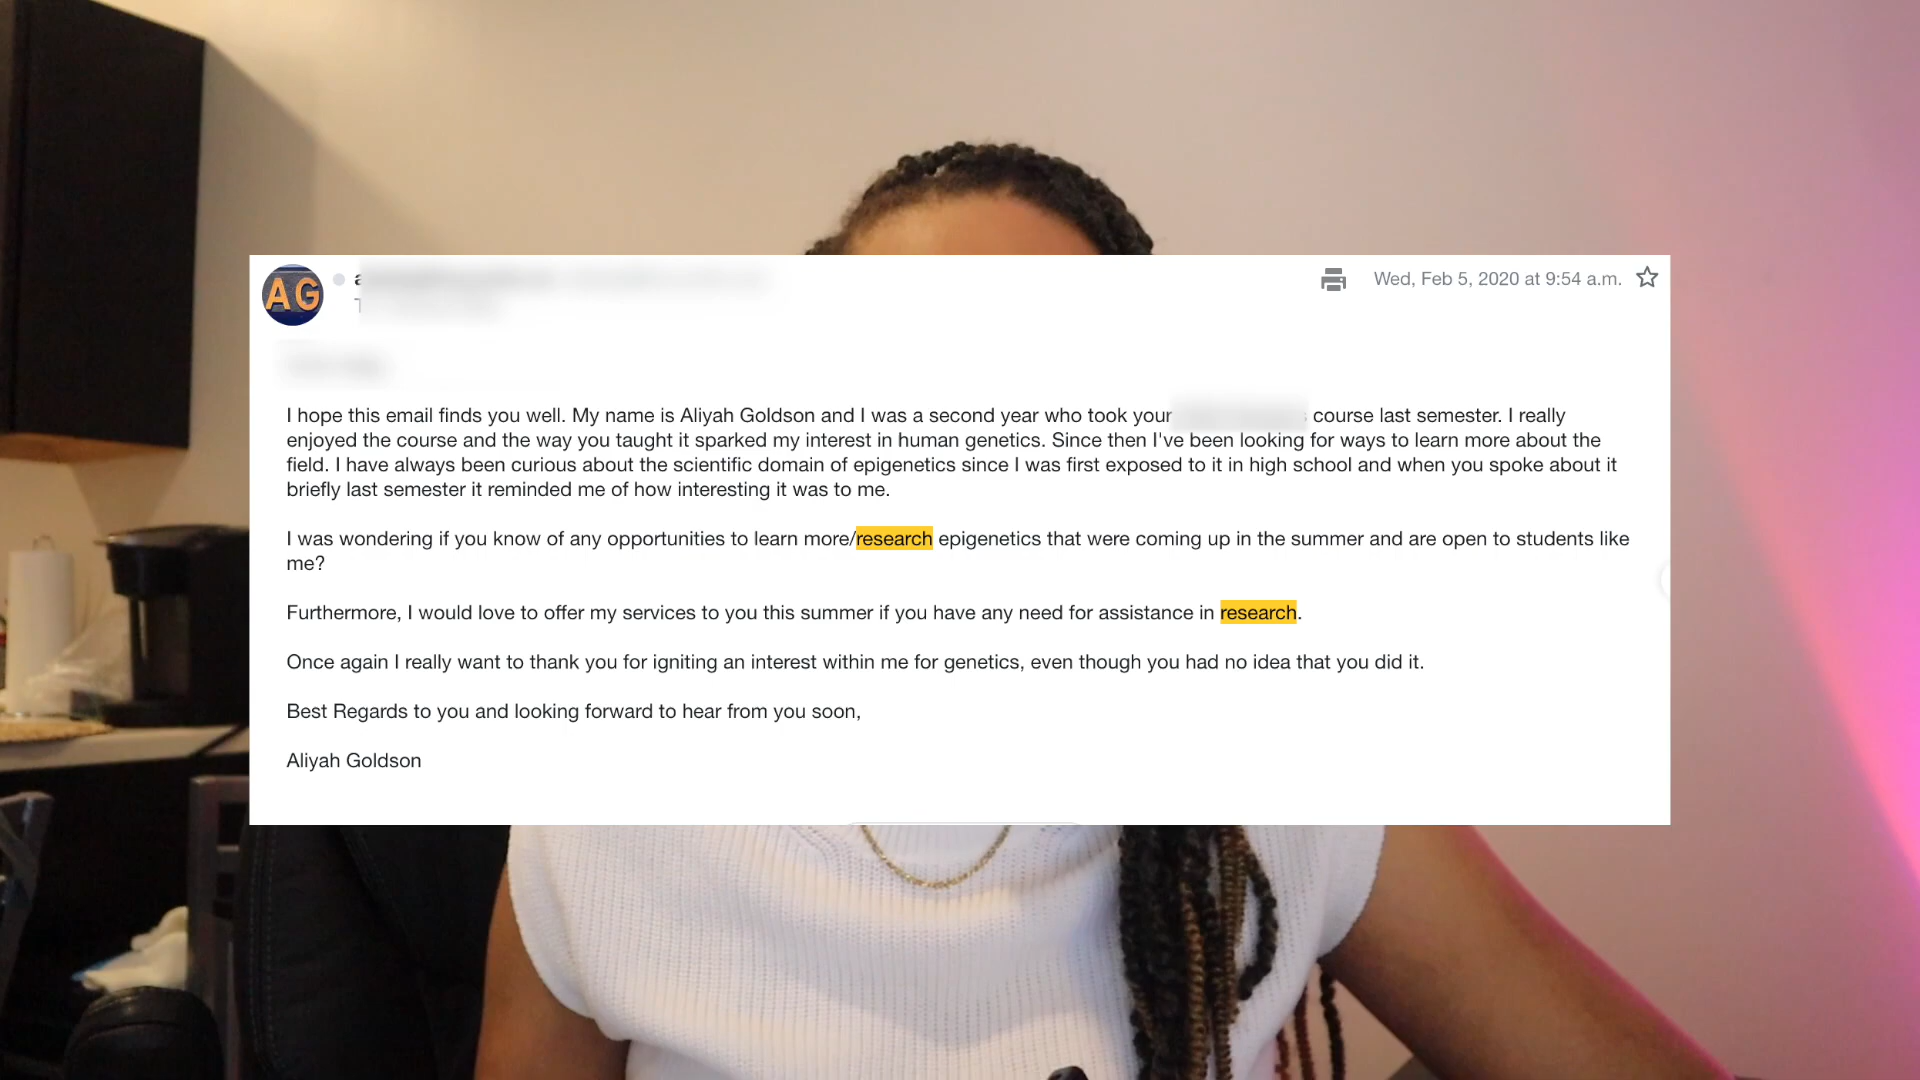 AG
Wed, Feb 5, 2020 at 9:54 a.m.
I hope this email finds you well. My name is Aliyah Goldson and I was a second year who took your course last semester. I really
enjoyed the course and the way you taught it sparked my interest in human genetics. Since then I've been looking for ways to learn more about the
field. I have always been curious about the scientific domain of epigenetics since I was first exposed to it in high school and when you spoke about it
briefly last semester it reminded me of how interesting it was to me.
I was wondering if you know of any opportunities to learn more/research epigenetics that were coming up in the summer and are open to students like
me?
Furthermore, I would love to offer my services to you this summer if you have any need for assistance in research.
Once again I really want to thank you for igniting an interest within me for genetics, even though you had no idea that you did it.
Best Regards to you and looking forward to hear from you soon,
Aliyah Goldson